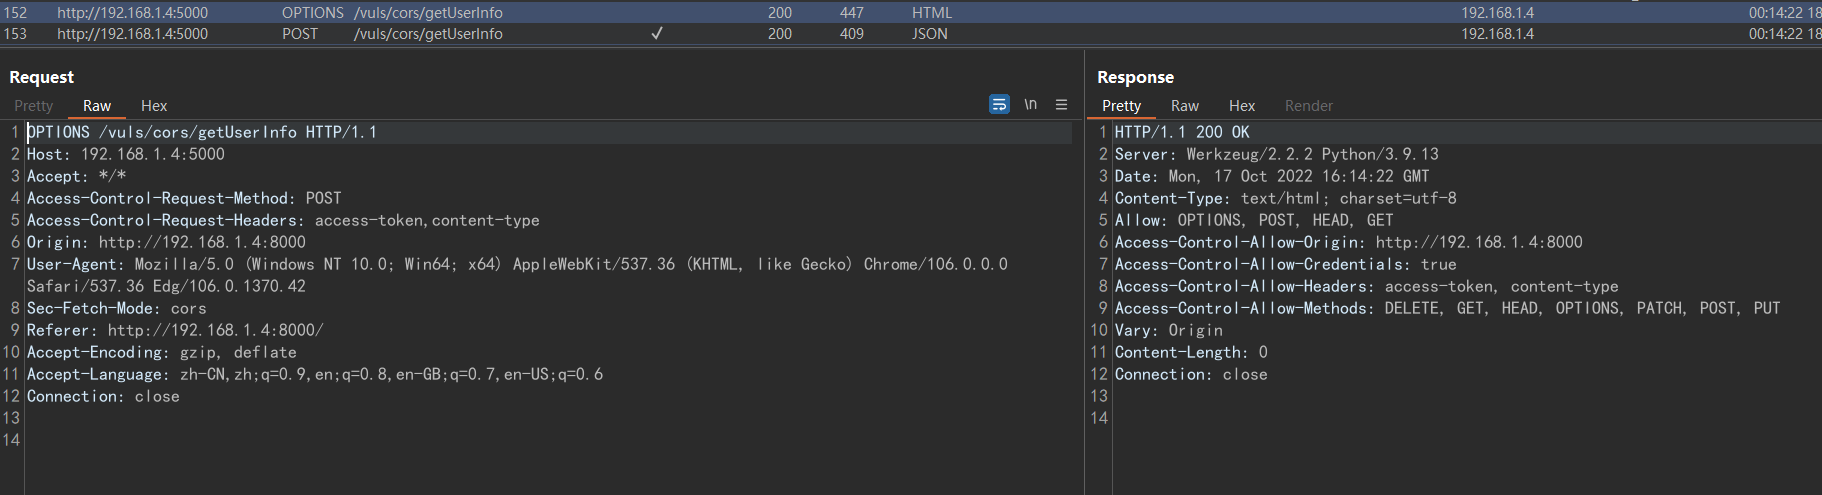 152 http://192.168.1.4:5000 OPTIONS /vuls/cors/getUserInfo 200 447 HTML 192.168.1.4 00:14:22 18
153 http://192.168.1.4:5000 POST /vuls/cors/getUserInfo ✓ 200 409 JSON 192.168.1.4 00:14:22 18
Request
Pretty Raw Hex \n
1 OPTIONS /vuls/cors/getUserInfo HTTP/1.1
2 Host: 192.168.1.4:5000
3 Accept: */*
4 Access-Control-Request-Method: POST
5 Access-Control-Request-Headers: access-token,content-type
6 Origin: http://192.168.1.4:8000
7 User-Agent: Mozilla/5.0 (Windows NT 10.0; Win64; x64) AppleWebKit/537.36 (KHTML, like Gecko) Chrome/106.0.0.0
Safari/537.36 Edg/106.0.1370.42
8 Sec-Fetch-Mode: cors
9 Referer: http://192.168.1.4:8000/
10 Accept-Encoding: gzip, deflate
11 Accept-Language: zh-CN,zh;q=0.9,en;q=0.8,en-GB;q=0.7,en-US;q=0.6
12 Connection: close
13
14
Response
Pretty Raw Hex Render
1 HTTP/1.1 200 OK
2 Server: Werkzeug/2.2.2 Python/3.9.13
3 Date: Mon, 17 Oct 2022 16:14:22 GMT
4 Content-Type: text/html; charset=utf-8
5 Allow: OPTIONS, POST, HEAD, GET
6 Access-Control-Allow-Origin: http://192.168.1.4:8000
7 Access-Control-Allow-Credentials: true
8 Access-Control-Allow-Headers: access-token, content-type
9 Access-Control-Allow-Methods: DELETE, GET, HEAD, OPTIONS, PATCH, POST, PUT
10 Vary: Origin
11 Content-Length: 0
12 Connection: close
13
14